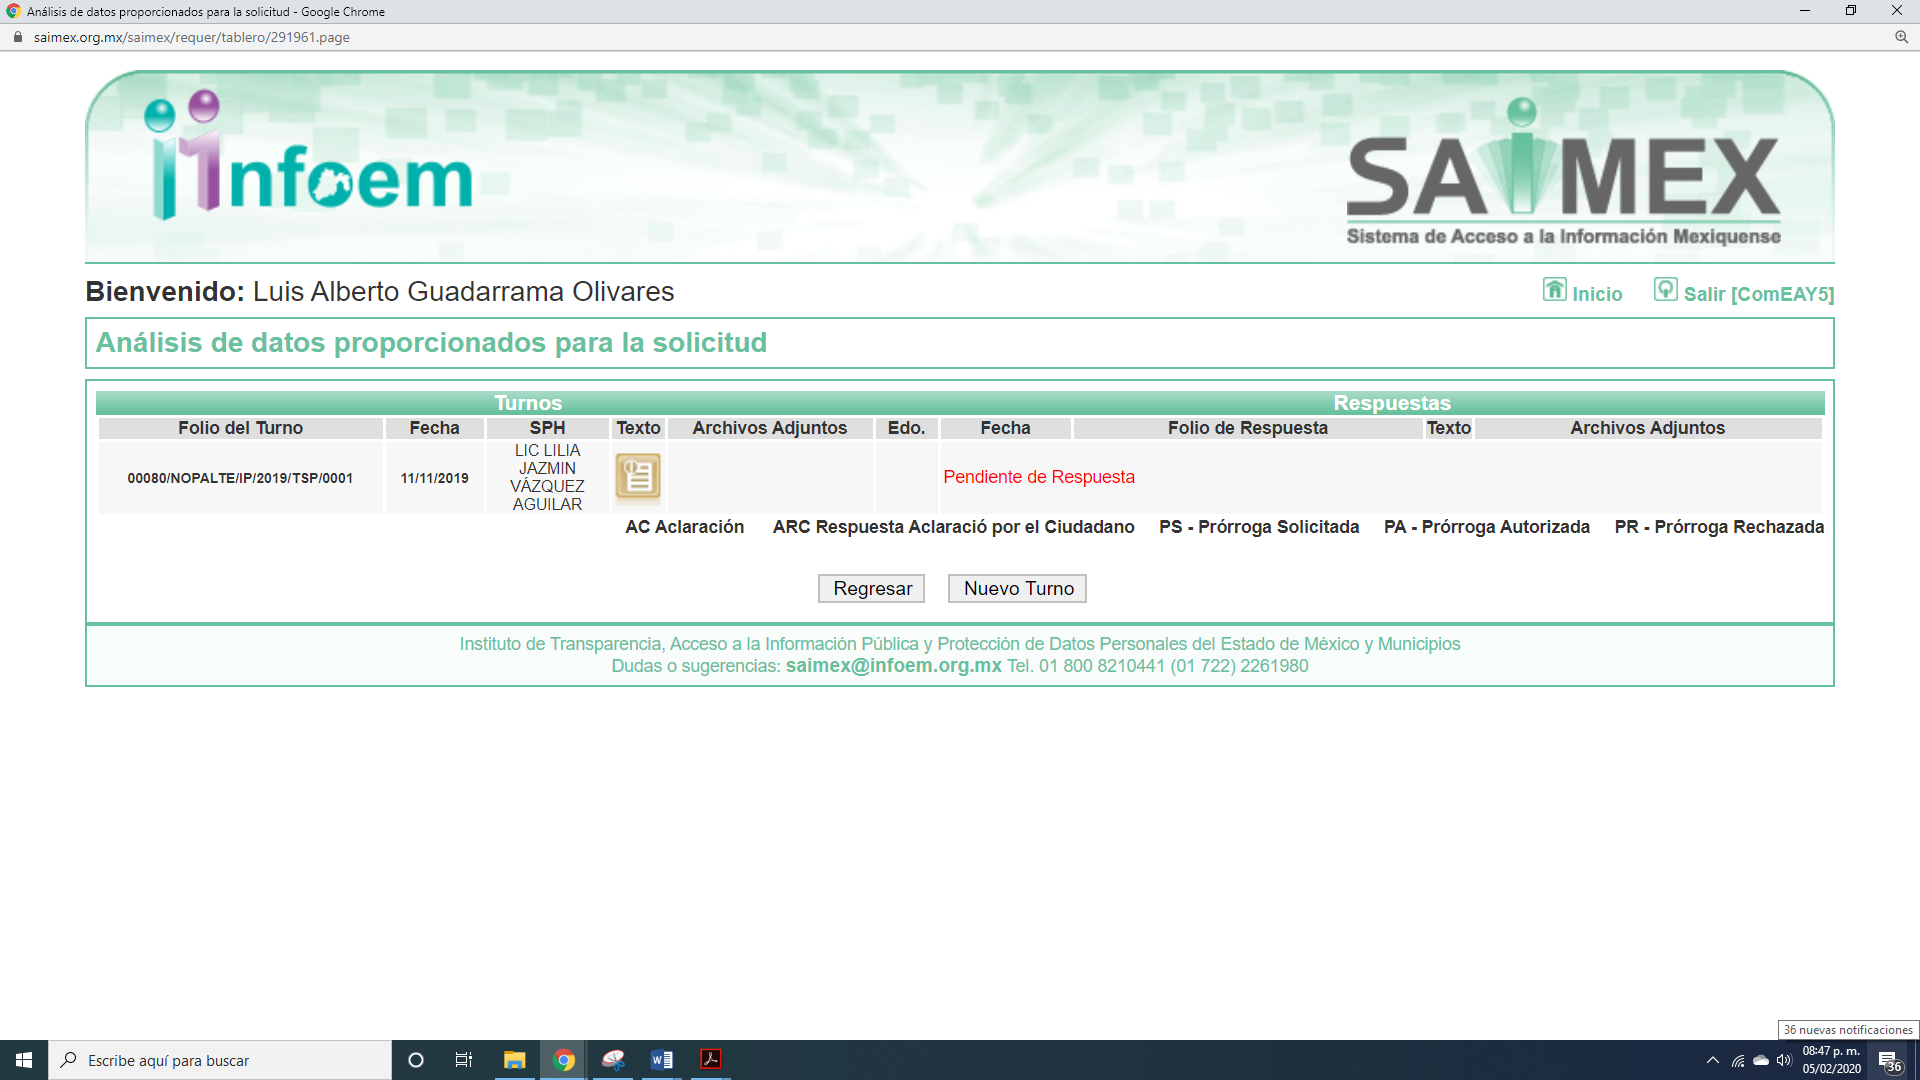 Análisis de datos proporcionados para la solicitud - Google Chrome
saimex.org.mx/saimex/requer/tablero/291961.page
infoem
SAIMEX
Sistema de Acceso a la Información Mexiquense
Bienvenido: Luis Alberto Guadarrama Olivares
Inicio
Salir [ComEAY5]
Análisis de datos proporcionados para la solicitud
Turnos
Respuestas
Folio del Turno Fecha SPH Texto Archivos Adjuntos Edo. Fecha Folio de Respuesta Texto Archivos Adjuntos
00080/NOPALTE/IP/2019/TSP/0001
11/11/2019
LIC LILIA
JAZMIN
VÁZQUEZ
AGUILAR
Pendiente de Respuesta
AC Aclaración ARC Respuesta Aclaració por el Ciudadano PS - Prórroga Solicitada PA - Prórroga Autorizada PR - Prórroga Rechazada
Regresar
Nuevo Turno
Instituto de Transparencia, Acceso a la Información Pública y Protección de Datos Personales del Estado de México y Municipios
Dudas o sugerencias: saimex@infoem.org.mx Tel. 01 800 8210441 (01 722) 2261980
36 nuevas notificaciones
Escribe aquí para buscar
08:47 p. m.
05/02/2020
36